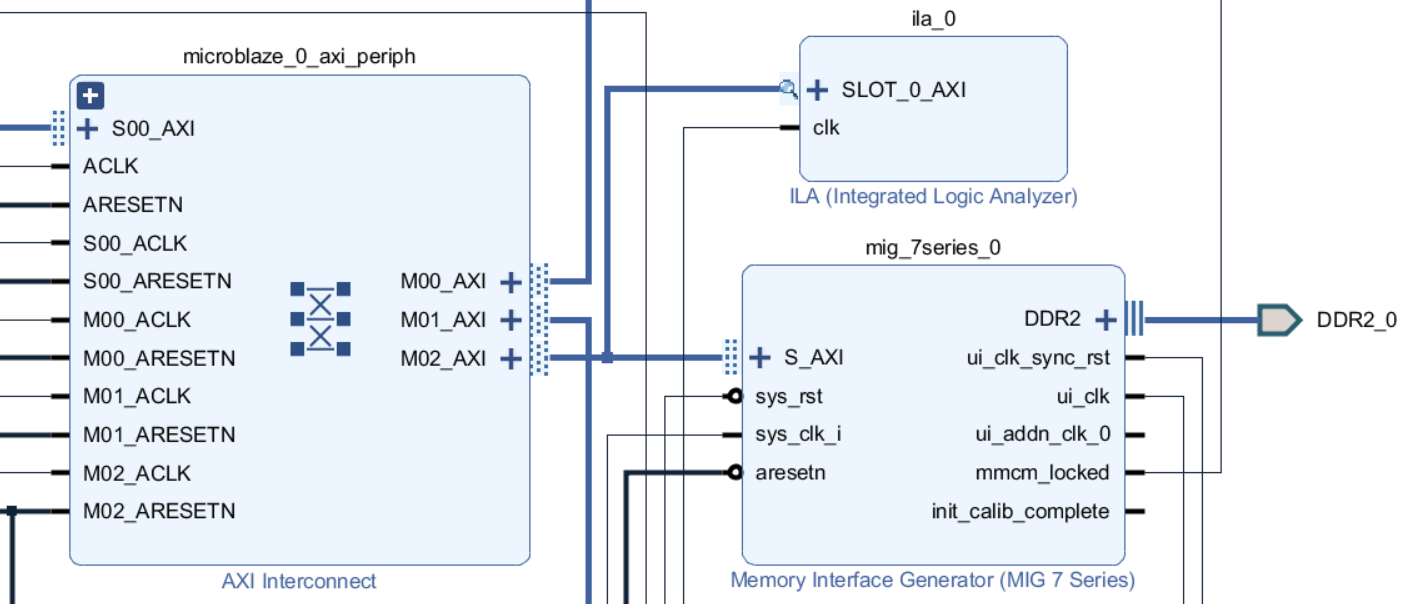 microblaze_0_axi_periph
S00_AXI
ACLK
ARESETN
S00_ACLK
S00_ARESETN
M00_ACLK
M00_ARESETN
M01_ACLK
M01_ARESETN
M02_ACLK
M02_ARESETN
M00_AXI
M01_AXI
M02_AXI
AXI Interconnect
ila_0
SLOT_0_AXI
clk
ILA (Integrated Logic Analyzer)
mig_7series_0
S_AXI
sys_rst
sys_clk_i
aresetn
DDR2
ui_clk_sync_rst
ui_clk
ui_addn_clk_0
mmcm_locked
init_calib_complete
Memory Interface Generator (MIG 7 Series)
DDR2_0